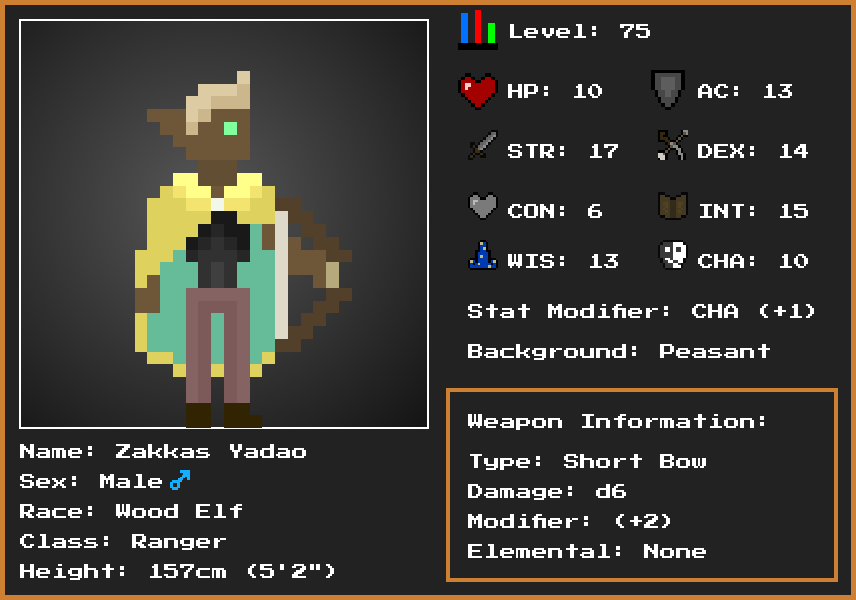 Level: 75
HP: 10 AC: 13
STR: 17 DEX: 14
CON: 6 INT: 15
WIS: 13 CHA: 10
Stat Modifier: CHA (+1)
Background: Peasant
Weapon Information:
Type: Short Bow
Damage: d6
Modifier: (+2)
Elemental: None
Name: Zakkas Yadao
Sex: Male ♂
Race: Wood Elf
Class: Ranger
Height: 157cm (5'2")